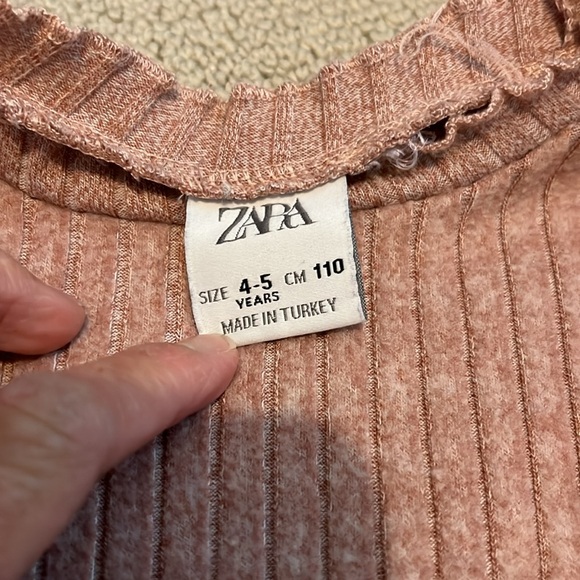 ZARA
SIZE 4-5 CM 110
YEARS
MADE IN TURKEY